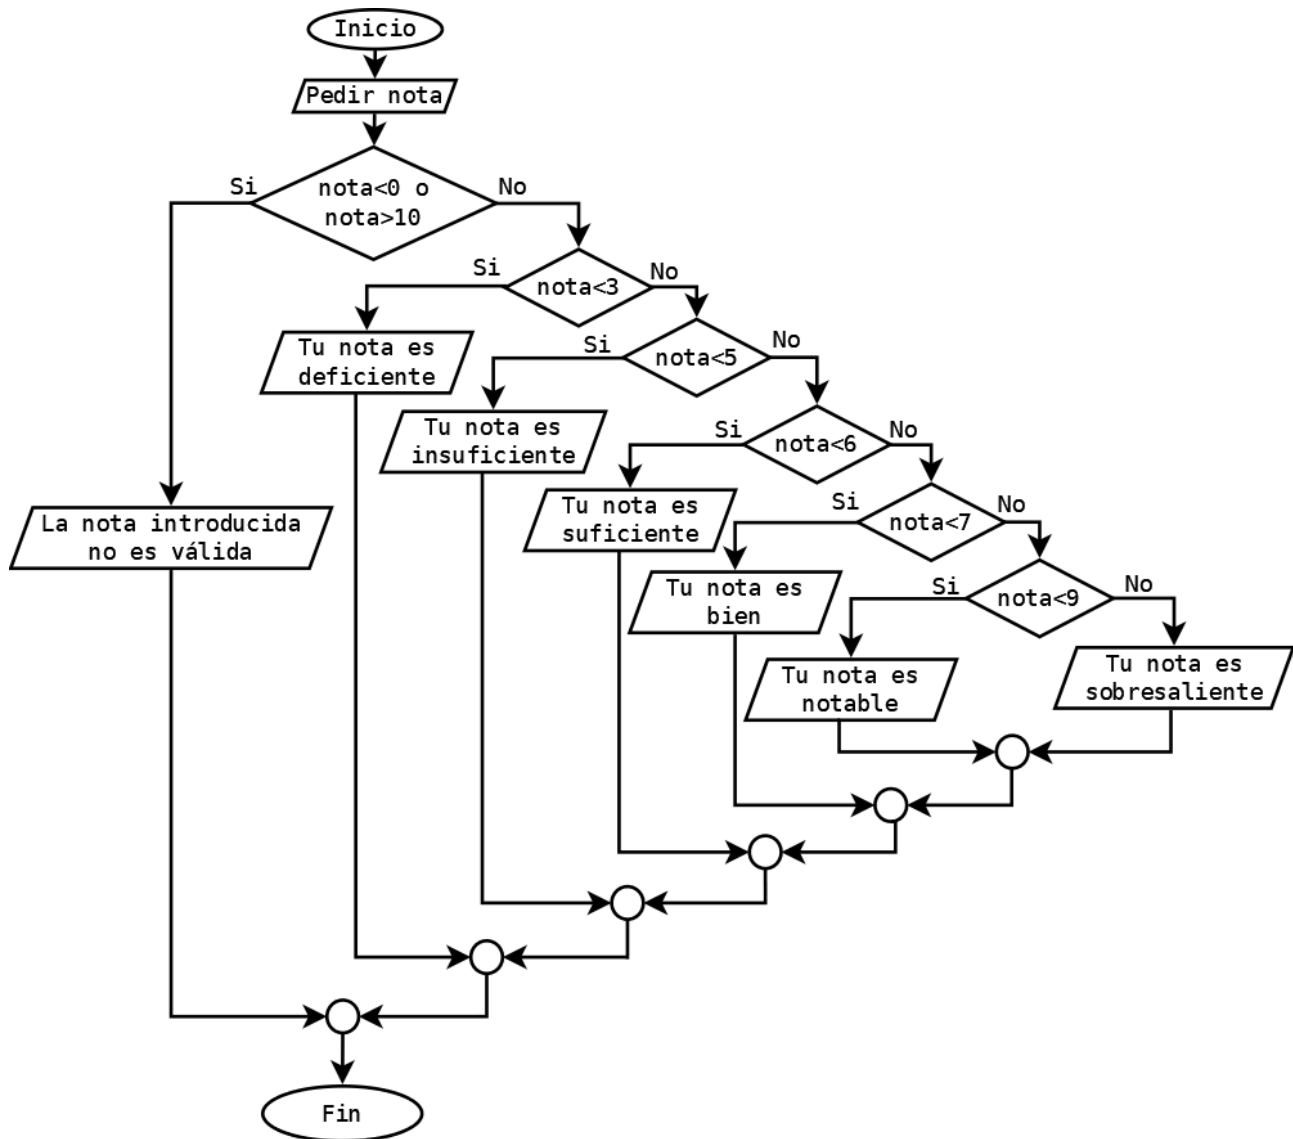 Inicio
Pedir nota
Si
nota<0 o
nota>10
No
Si
nota<3
No
Tu nota es
deficiente
Si
nota<5
No
Tu nota es
insuficiente
Si
nota<6
No
Tu nota es
suficiente
Si
nota<7
No
La nota introducida
no es válida
Tu nota es
bien
Si
nota<9
No
Tu nota es
notable
Tu nota es
sobresaliente
Fin